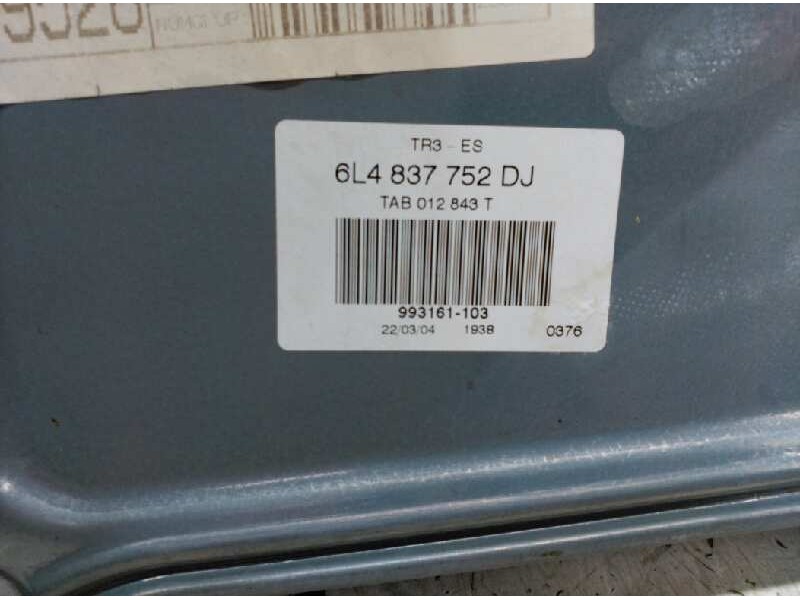 TR3 - ES
6L4 837 752 DJ
TAB 012 843 T
993161-103
22/03/04 1938 0376